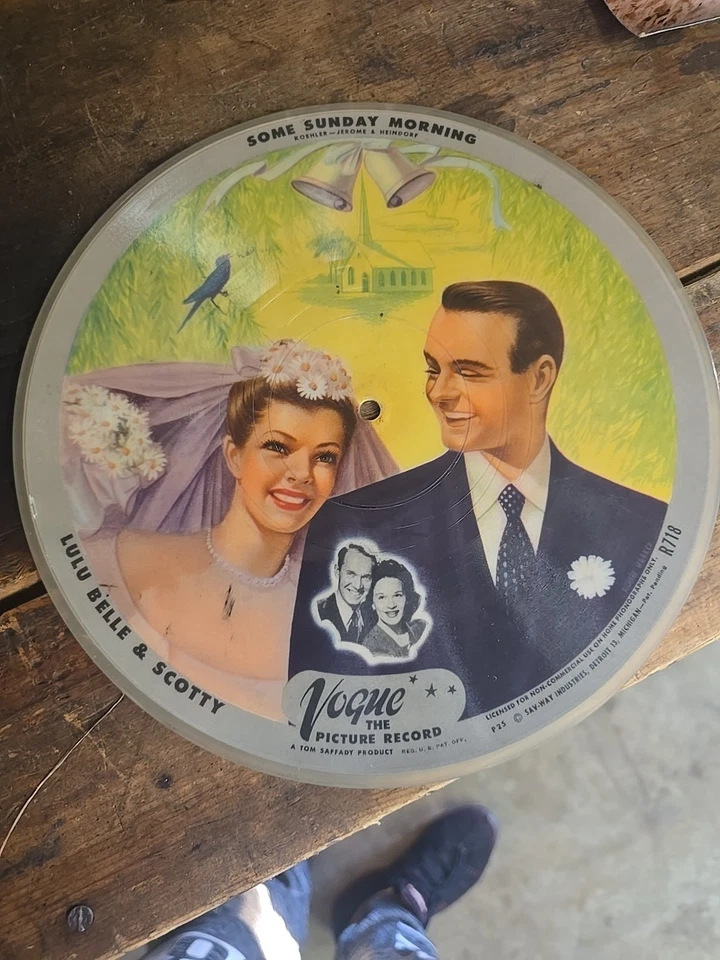 SOME SUNDAY MORNING
KOEHLER—JEROME & HEINDORF
LULU BELLE & SCOTTY
Vogue
THE
PICTURE RECORD
A TOM SAFFADY PRODUCT REG. U. S. PAT. OFF.
LICENSED FOR NON-COMMERCIAL USE ON HOME PHONOGRAPHS ONLY.
P25 © SAV-WAY INDUSTRIES, DETROIT 13, MICHIGAN—Pat. Pending
R718